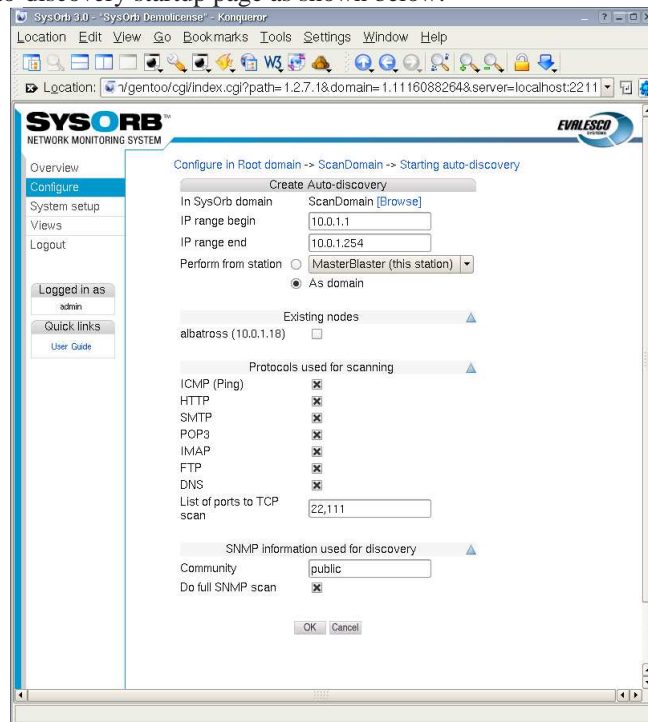 o-discovery startup page as shown below.
SysOrb 3.0 - "SysOrb Demolicense" - Konqueror
Location Edit View Go Bookmarks Tools Settings Window Help
Location: /gentoo/cgi/index.cgi?path=1.2.7.1&domain=1.1116088264&server=localhost:2211
SYSORB™
NETWORK MONITORING SYSTEM
EVALESCO
Overview
Configure
System setup
Views
Logout
Logged in as
admin
Quick links
User Guide
Configure in Root domain -> ScanDomain -> Starting auto-discovery
Create Auto-discovery
In SysOrb domain ScanDomain [Browse]
IP range begin 10.0.1.1
IP range end 10.0.1.254
Perform from station MasterBlaster (this station)
As domain
Existing nodes
albatross (10.0.1.18)
Protocols used for scanning
ICMP (Ping)
HTTP
SMTP
POP3
IMAP
FTP
DNS
List of ports to TCP
scan 22,111
SNMP information used for discovery
Community public
Do full SNMP scan
OK Cancel